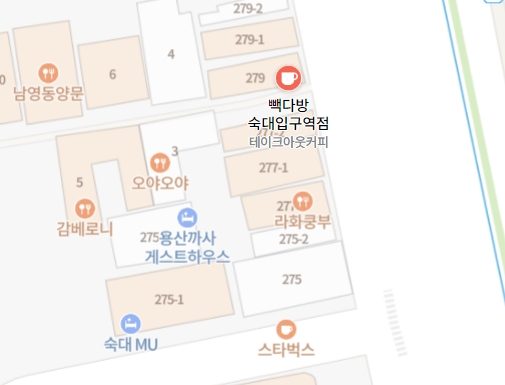 279-2
279-1
4
6
279
남영동양문
빽다방
숙대입구역점
테이크아웃커피
3
277-1
5
오야오야
감베로니
라화쿵부
용산까사
게스트하우스
275-2
275
275-1
숙대 MU
스타벅스